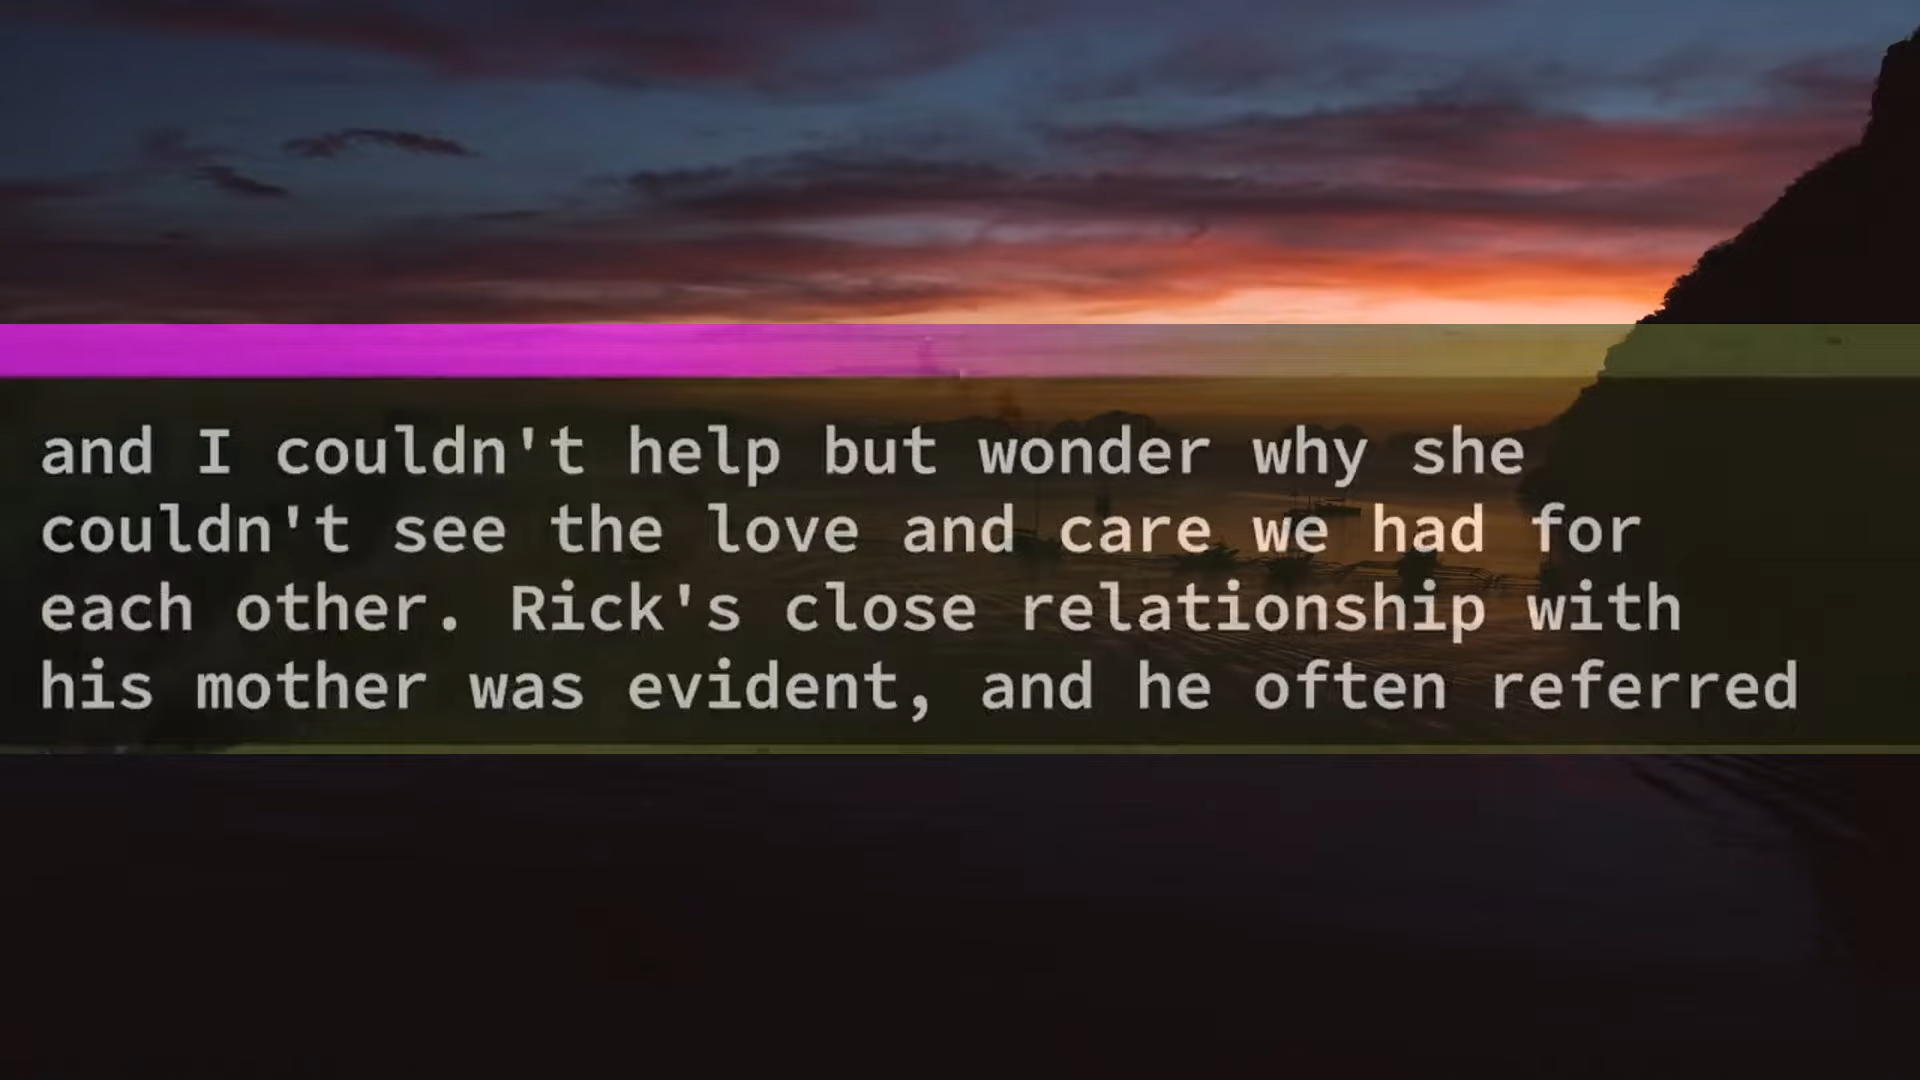 and I couldn't help but wonder why she
couldn't see the love and care we had for
each other. Rick's close relationship with
his mother was evident, and he often referred